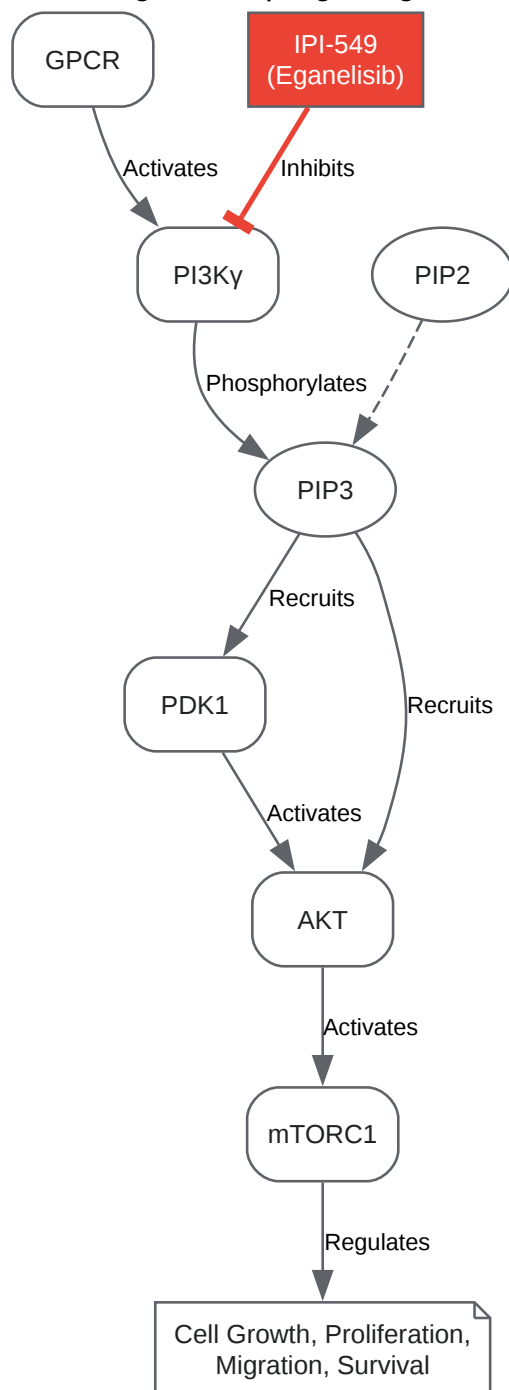 GPCR
IPI-549
(Eganelisib)
Activates
Inhibits
PI3Kγ
PIP2
Phosphorylates
PIP3
Recruits
PDK1
Recruits
Activates
AKT
Activates
mTORC1
Regulates
Cell Growth, Proliferation,
Migration, Survival